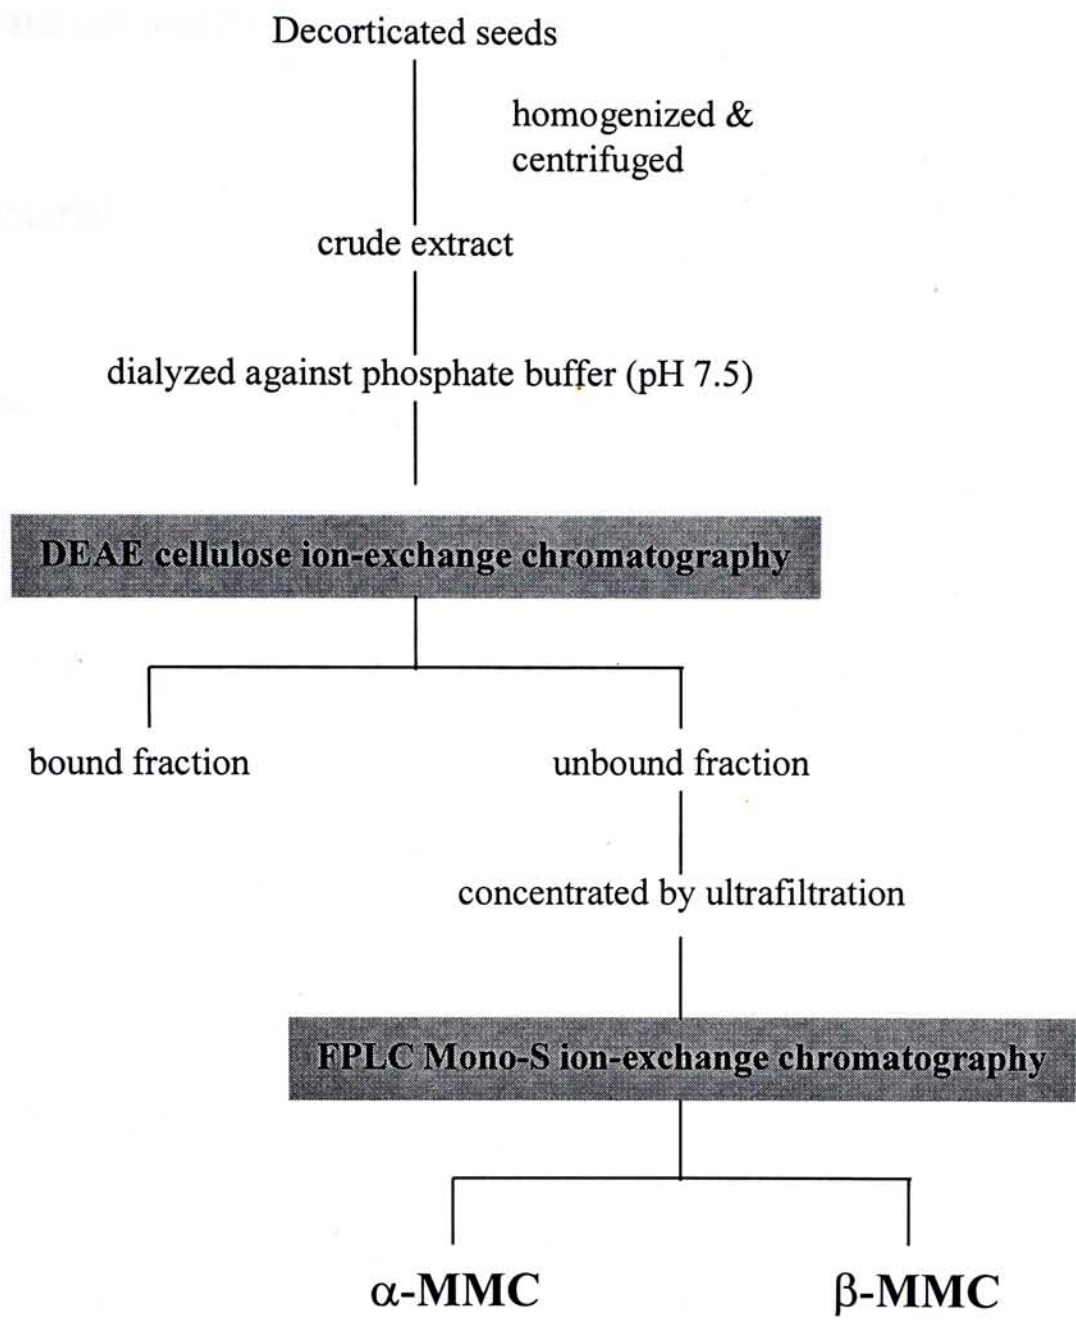 Decorticated seeds
homogenized &
centrifuged
crude extract
dialyzed against phosphate buffer (pH 7.5)
DEAE cellulose ion-exchange chromatography
bound fraction
unbound fraction
concentrated by ultrafiltration
FPLC Mono-S ion-exchange chromatography
α-MMC
β-MMC